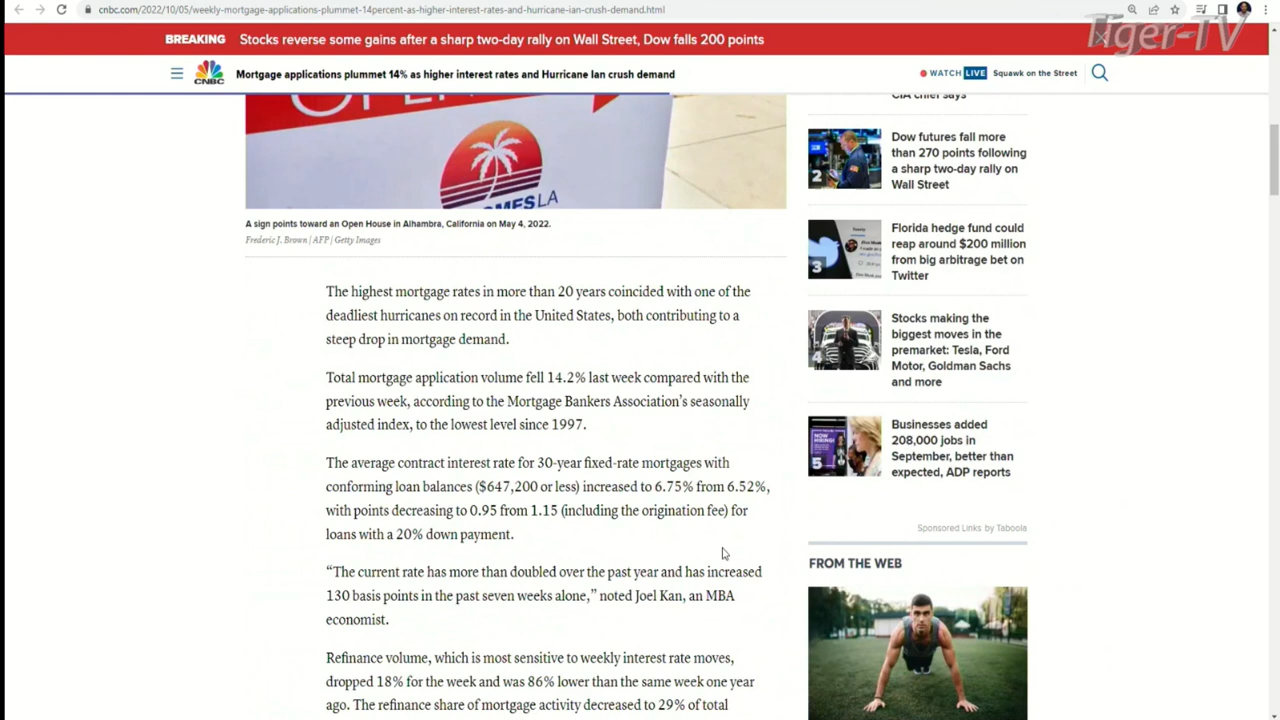 cnbc.com/2022/10/05/weekly-mortgage-applications-plummet-14percent-as-higher-interest-rates-and-hurricane-ian-crush-demand.html
Tiger-TV
BREAKING Stocks reverse some gains after a sharp two-day rally on Wall Street, Dow falls 200 points
CNBC
Mortgage applications plummet 14% as higher interest rates and Hurricane Ian crush demand
WATCH LIVE Squawk on the Street
A sign points toward an Open House in Alhambra, California on May 4, 2022.
Frederic J. Brown | AFP | Getty Images
The highest mortgage rates in more than 20 years coincided with one of the
deadliest hurricanes on record in the United States, both contributing to a
steep drop in mortgage demand.
Total mortgage application volume fell 14.2% last week compared with the
previous week, according to the Mortgage Bankers Association's seasonally
adjusted index, to the lowest level since 1997.
The average contract interest rate for 30-year fixed-rate mortgages with
conforming loan balances ($647,200 or less) increased to 6.75% from 6.52%,
with points decreasing to 0.95 from 1.15 (including the origination fee) for
loans with a 20% down payment.
“The current rate has more than doubled over the past year and has increased
130 basis points in the past seven weeks alone,” noted Joel Kan, an MBA
economist.
Refinance volume, which is most sensitive to weekly interest rate moves,
dropped 18% for the week and was 86% lower than the same week one year
ago. The refinance share of mortgage activity decreased to 29% of total
CIA chief says
2
Dow futures fall more
than 270 points following
a sharp two-day rally on
Wall Street
3
Florida hedge fund could
reap around $200 million
from big arbitrage bet on
Twitter
4
Stocks making the
biggest moves in the
premarket: Tesla, Ford
Motor, Goldman Sachs
and more
NOW
HIRING!
5
Businesses added
208,000 jobs in
September, better than
expected, ADP reports
Sponsored Links by Taboola
FROM THE WEB